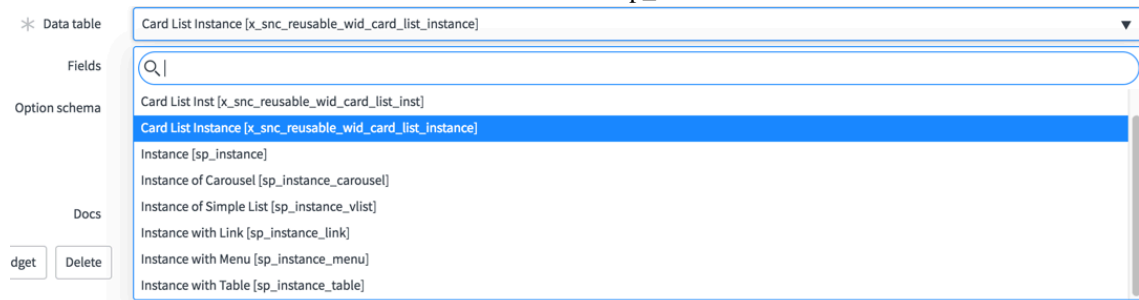 Data table
Card List Instance [x_snc_reusable_wid_card_list_instance]
Fields
Option schema
Card List Inst [x_snc_reusable_wid_card_list_inst]
Card List Instance [x_snc_reusable_wid_card_list_instance]
Instance [sp_instance]
Instance of Carousel [sp_instance_carousel]
Instance of Simple List [sp_instance_vlist]
Docs
Instance with Link [sp_instance_link]
dget
Delete
Instance with Menu [sp_instance_menu]
Instance with Table [sp_instance_table]